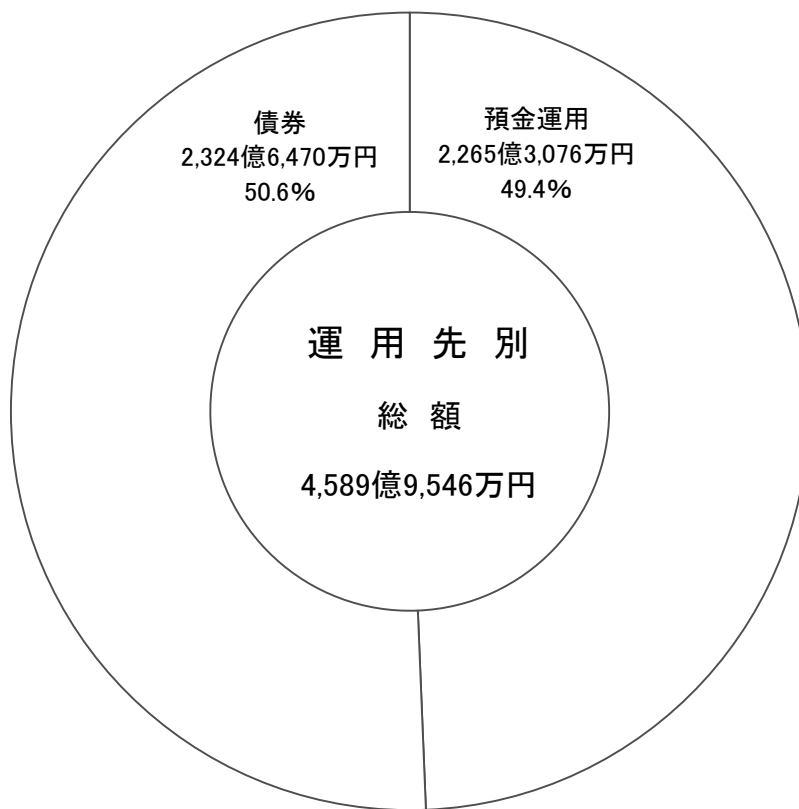 債券
2,324億6,470万円
50.6%
預金運用
2,265億3,076万円
49.4%
運 用 先 別
総 額
4,589億9,546万円